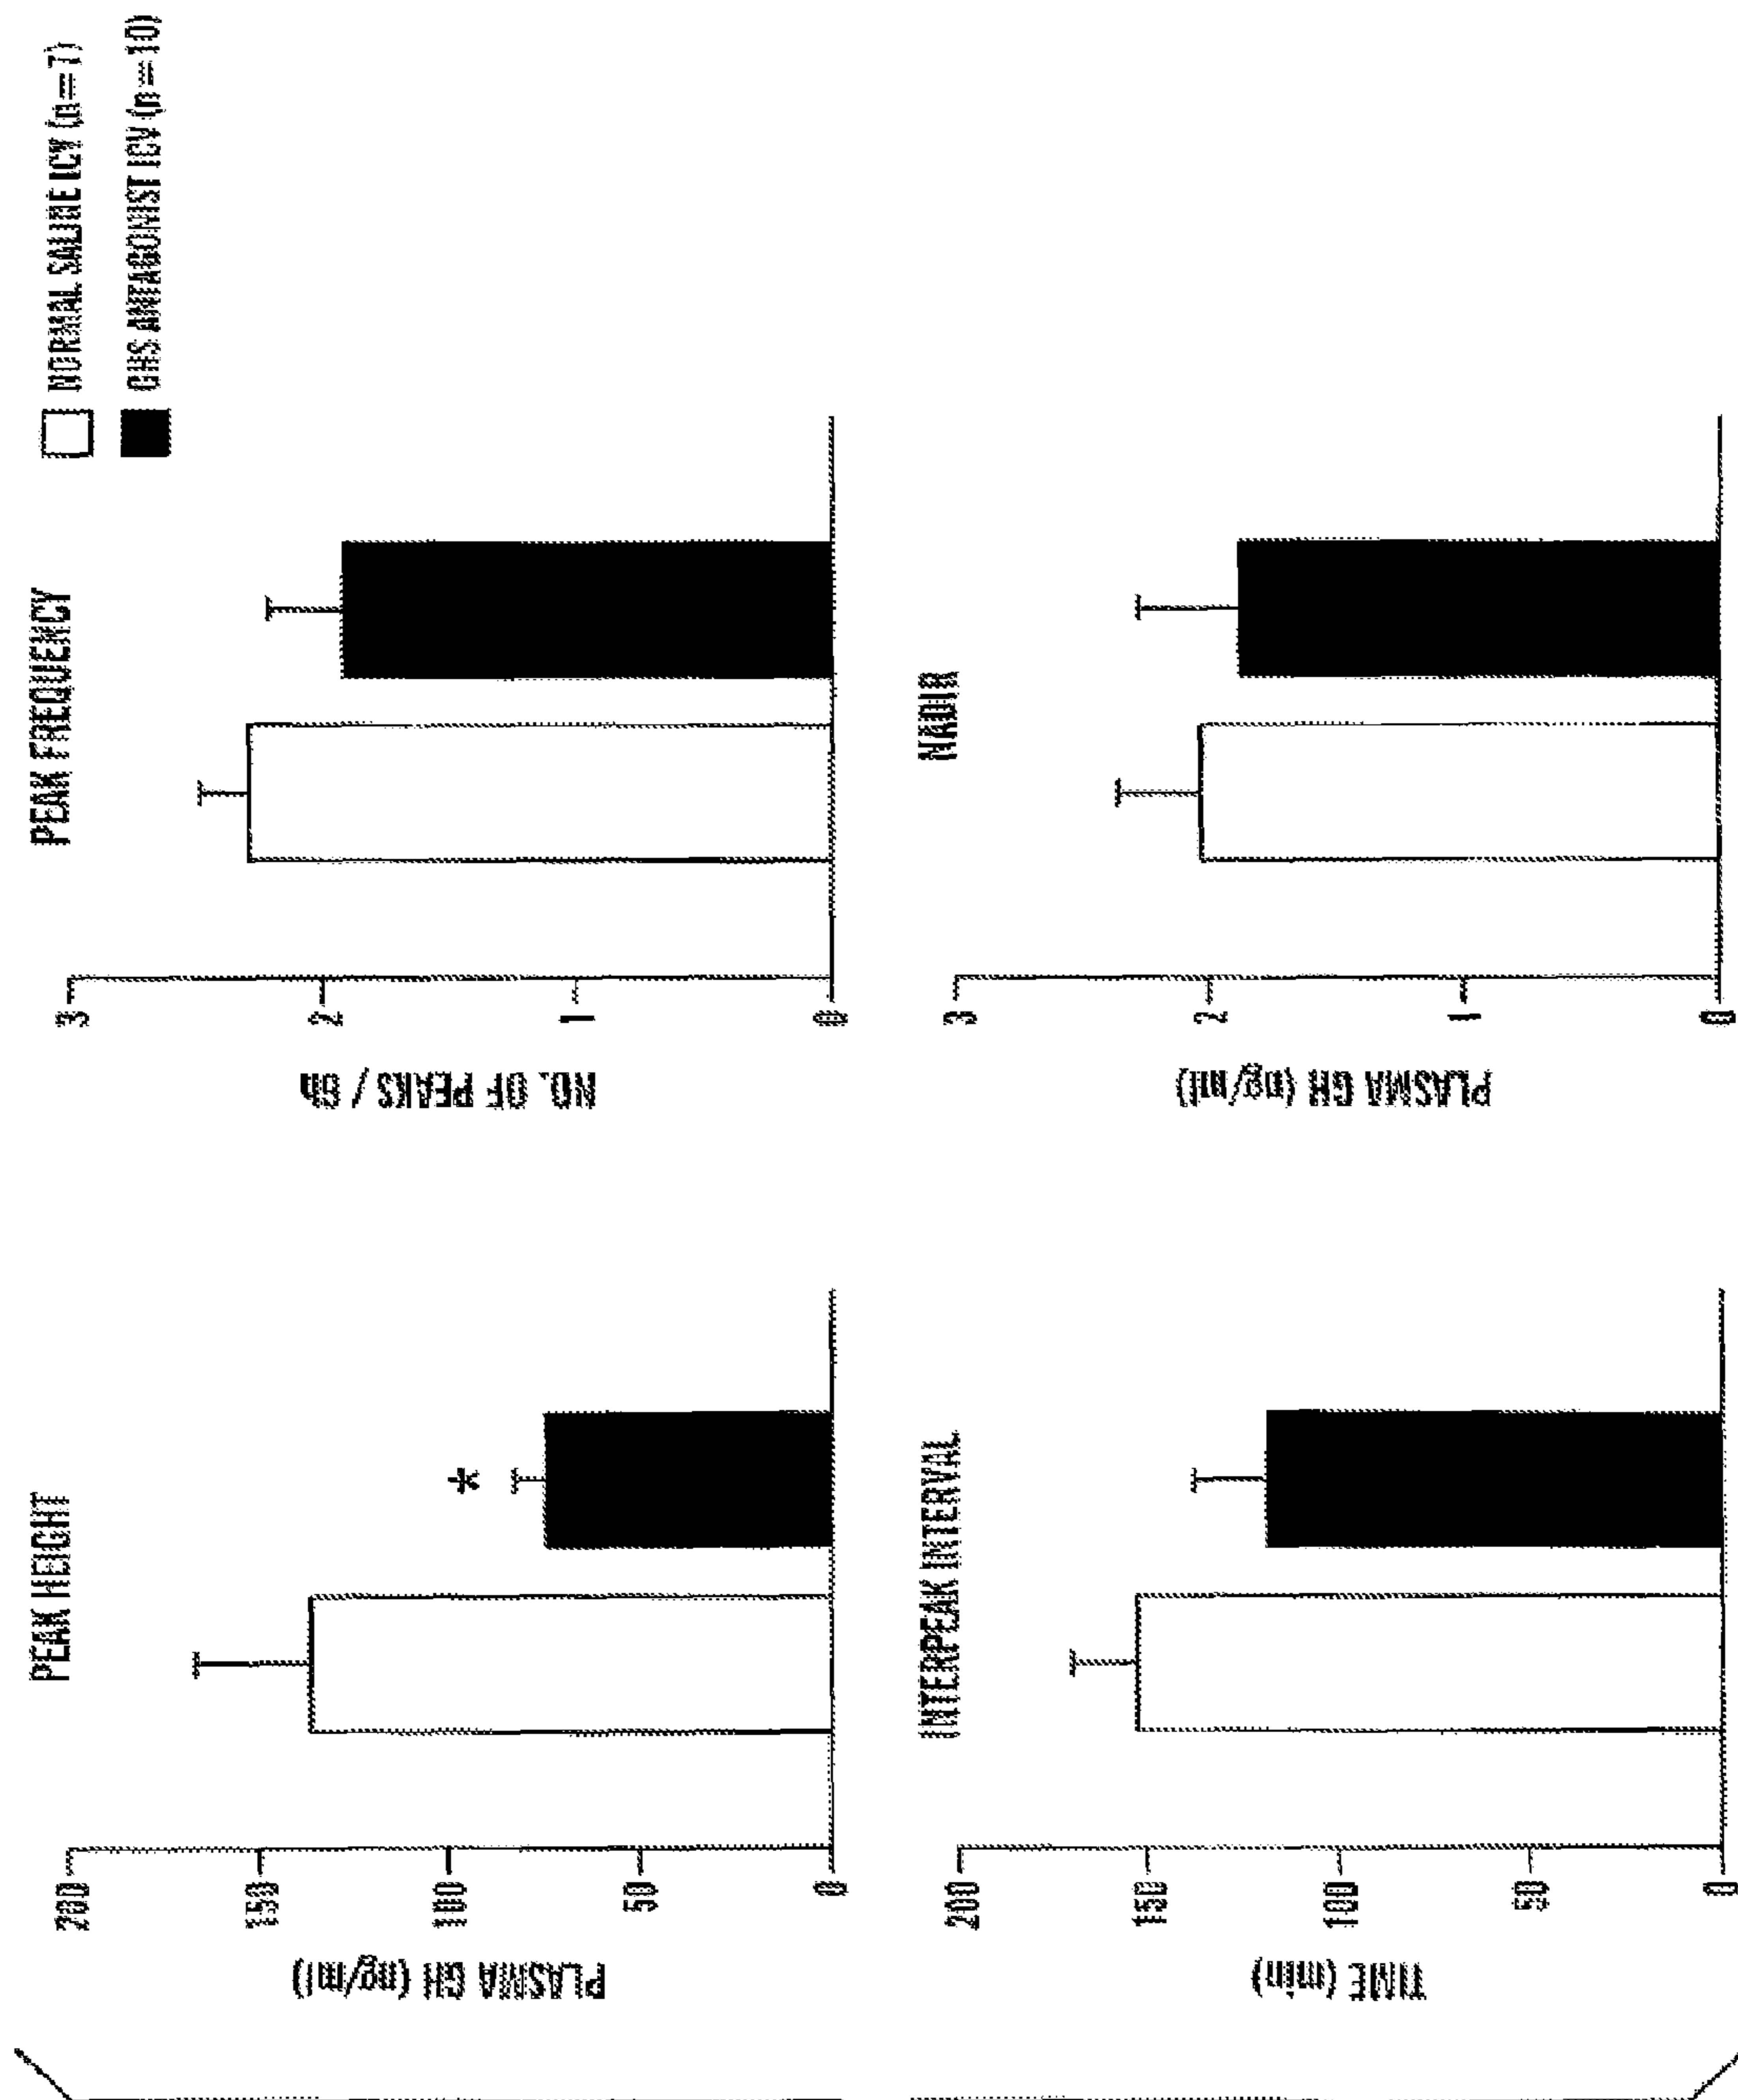 NORMAL SALINE ICV (n=7)
GHS ANTAGONIST ICV (n=10)
PEAK HEIGHT
PLASMA GH (ng/ml)
200
150
100
50
0
*
PEAK FREQUENCY
NO. OF PEAKS / 6h
3
2
1
0
INTERPEAK INTERVAL
TIME (min)
200
150
100
50
0
NADIR
PLASMA GH (ng/ml)
3
2
1
0